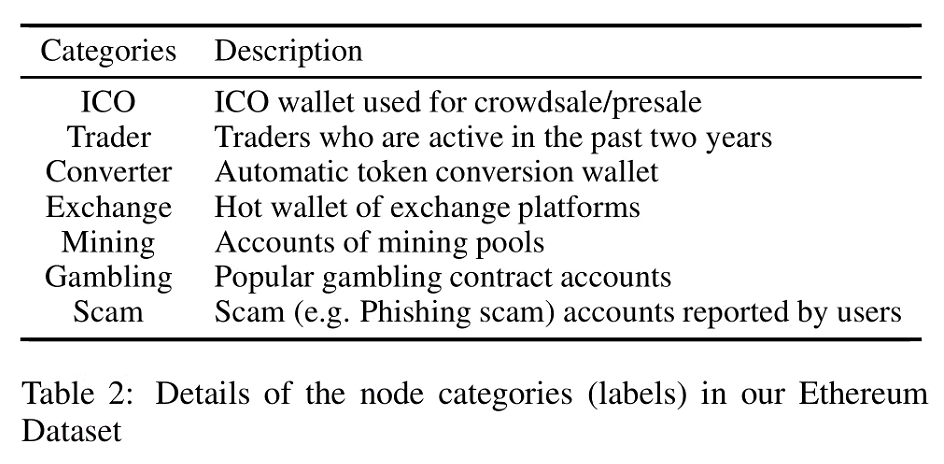 Categories Description
ICO ICO wallet used for crowdsale/presale
Trader Traders who are active in the past two years
Converter Automatic token conversion wallet
Exchange Hot wallet of exchange platforms
Mining Accounts of mining pools
Gambling Popular gambling contract accounts
Scam Scam (e.g. Phishing scam) accounts reported by users
Table 2: Details of the node categories (labels) in our Ethereum
Dataset